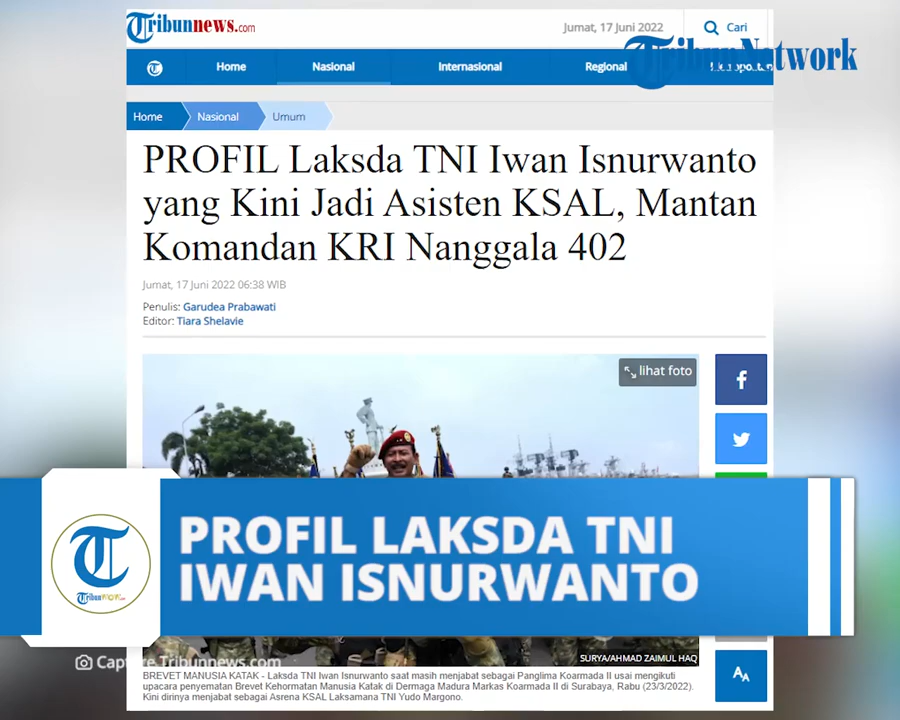 Tribunnews.com
Jumat, 17 Juni 2022
Cari
TribunNetwork
Home
Nasional
Internasional
Regional
Home
Nasional
Umum
PROFIL Laksda TNI Iwan Isnurwanto
yang Kini Jadi Asisten KSAL, Mantan
Komandan KRI Nanggala 402
Jumat, 17 Juni 2022 06:38 WIB
Penulis: Garudea Prabawati
Editor: Tiara Shelavie
lihat foto
f
PROFIL LAKSDA TNI
IWAN ISNURWANTO
SURYA/AHMAD ZAIMUL HAQ
Capture Tribunnews.com
BREVET MANUSIA KATAK - Laksda TNI Iwan Isnurwanto saat masih menjabat sebagai Panglima Koarmada II usai mengikuti
upacara penyematan Brevet Kehormatan Manusia Katak di Dermaga Madura Markas Koarmada II di Surabaya, Rabu (23/3/2022).
Kini dirinya menjabat sebagai Asrena KSAL Laksamana TNI Yudo Margono.
AA